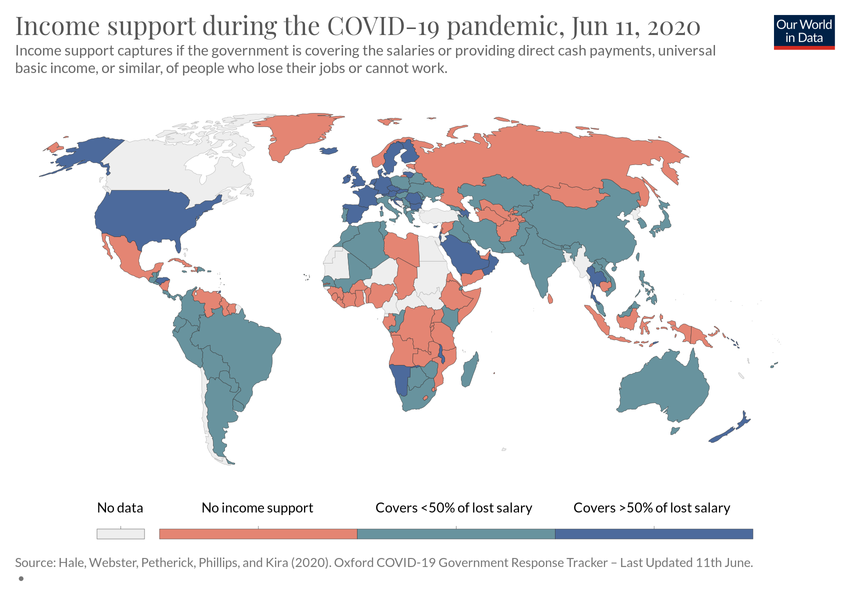 Income support during the COVID-19 pandemic, Jun 11, 2020
Our World
in Data
Income support captures if the government is covering the salaries or providing direct cash payments, universal
basic income, or similar, of people who lose their jobs or cannot work.
No data
No income support
Covers <50% of lost salary
Covers >50% of lost salary
Source: Hale, Webster, Petherick, Phillips, and Kira (2020). Oxford COVID-19 Government Response Tracker – Last Updated 11th June.
•